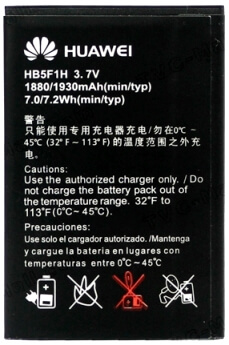 HUAWEI
HB5F1H 3.7V
1880/1930mAh(min/typ)
7.0/7.2Wh(min/typ)
警告
只能使用专用充电器充电/勿在0℃~
45℃ (32℉~113℉) 的温度范围之外充
电。
Caution:
Use the authorized charger only./Do
not charge the battery pack out of
the temperature range. 32℉ to
113℉(0℃~45℃).
Precauciones:
Use solo el cargador autorizado./Mantenga
y cargue la batería en lugares con
temperatura entre 0℃~45℃.